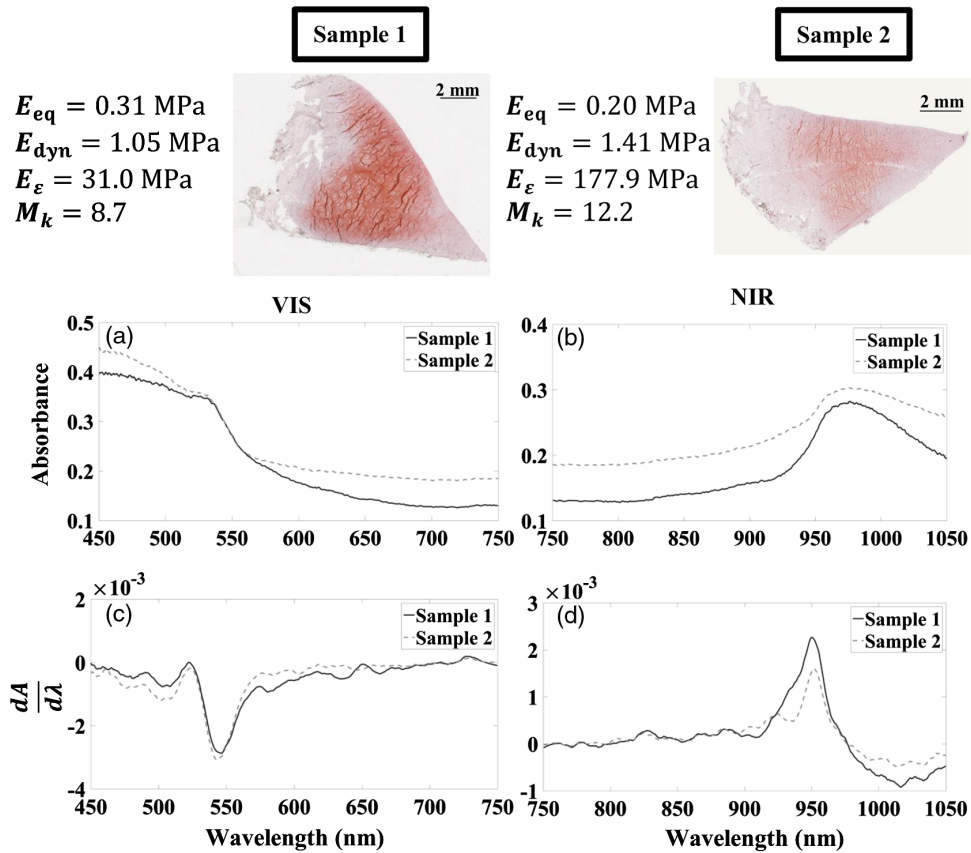 Sample 1
Sample 2
E_eq = 0.31 MPa
E_dyn = 1.05 MPa
E_ε = 31.0 MPa
M_k = 8.7
2 mm
E_eq = 0.20 MPa
E_dyn = 1.41 MPa
E_ε = 177.9 MPa
M_k = 12.2
2 mm
VIS
NIR
(a)
Sample 1
Sample 2
Absorbance
0.5
0.4
0.3
0.2
0.1
450 500 550 600 650 700 750
(b)
Sample 1
Sample 2
0.4
0.3
0.2
0.1
750 800 850 900 950 1000 1050
×10⁻³
(c)
Sample 1
Sample 2
dA
dλ
2
0
-2
-4
450 500 550 600 650 700 750
Wavelength (nm)
×10⁻³
(d)
Sample 1
Sample 2
3
2
1
0
-1
750 800 850 900 950 1000 1050
Wavelength (nm)